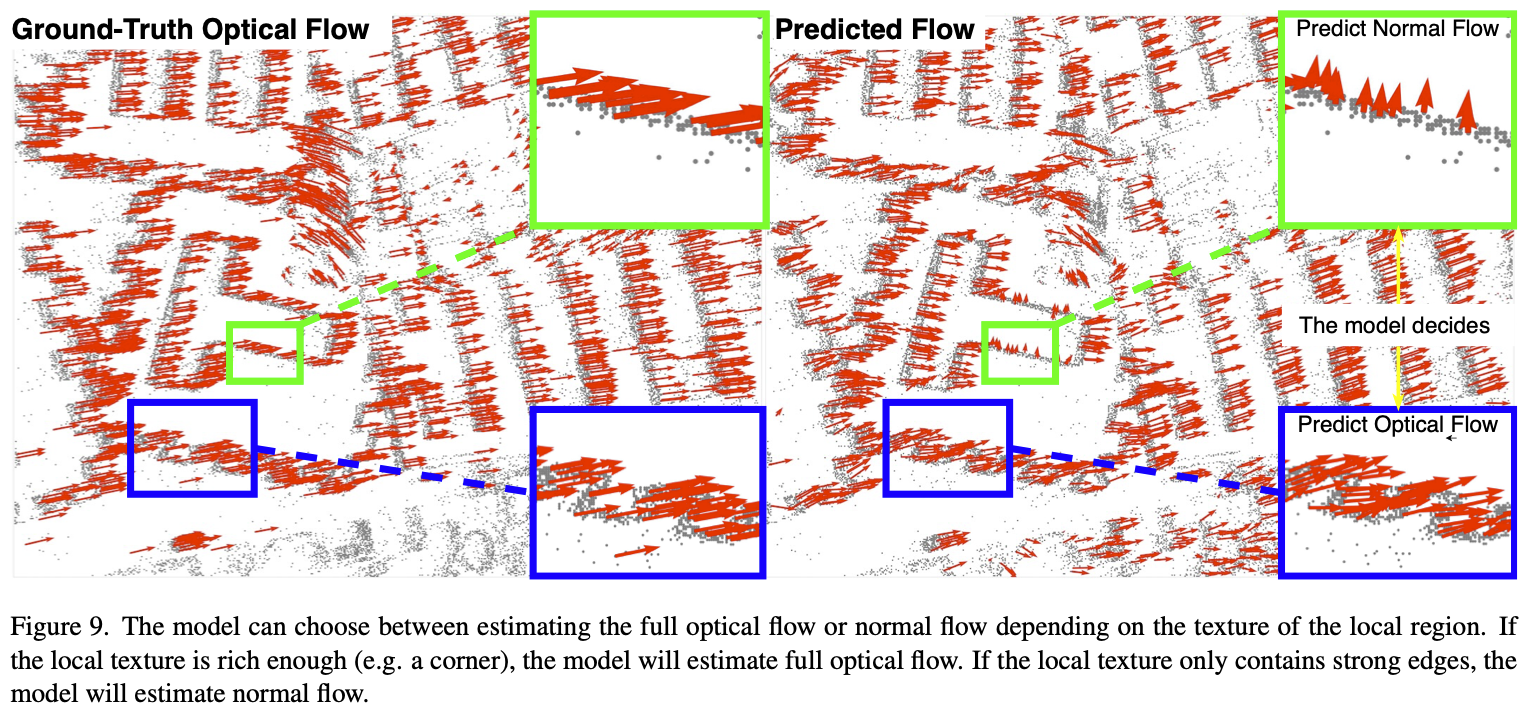 Ground-Truth Optical Flow
Predicted Flow
Predict Normal Flow
The model decides
Predict Optical Flow
Figure 9. The model can choose between estimating the full optical flow or normal flow depending on the texture of the local region. If
the local texture is rich enough (e.g. a corner), the model will estimate full optical flow. If the local texture only contains strong edges, the
model will estimate normal flow.